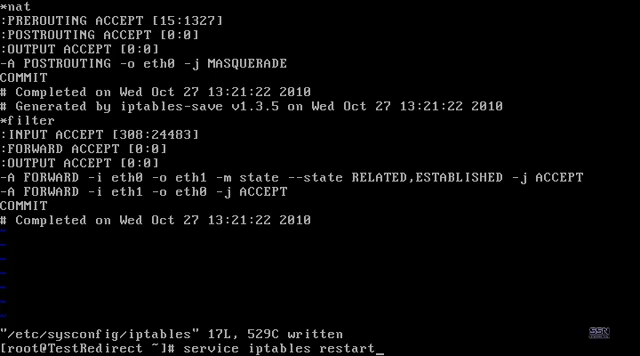 *nat
:PREROUTING ACCEPT [15:1327]
:POSTROUTING ACCEPT [0:0]
:OUTPUT ACCEPT [0:0]
-A POSTROUTING -o eth0 -j MASQUERADE
COMMIT
# Completed on Wed Oct 27 13:21:22 2010
# Generated by iptables-save v1.3.5 on Wed Oct 27 13:21:22 2010
*filter
:INPUT ACCEPT [308:24483]
:FORWARD ACCEPT [0:0]
:OUTPUT ACCEPT [0:0]
-A FORWARD -i eth0 -o eth1 -m state --state RELATED,ESTABLISHED -j ACCEPT
-A FORWARD -i eth1 -o eth0 -j ACCEPT
COMMIT
# Completed on Wed Oct 27 13:21:22 2010
~
~
~
~
~
~
~
"/etc/sysconfig/iptables" 17L, 529C written
[root@TestRedirect ~]# service iptables restart_
SSN